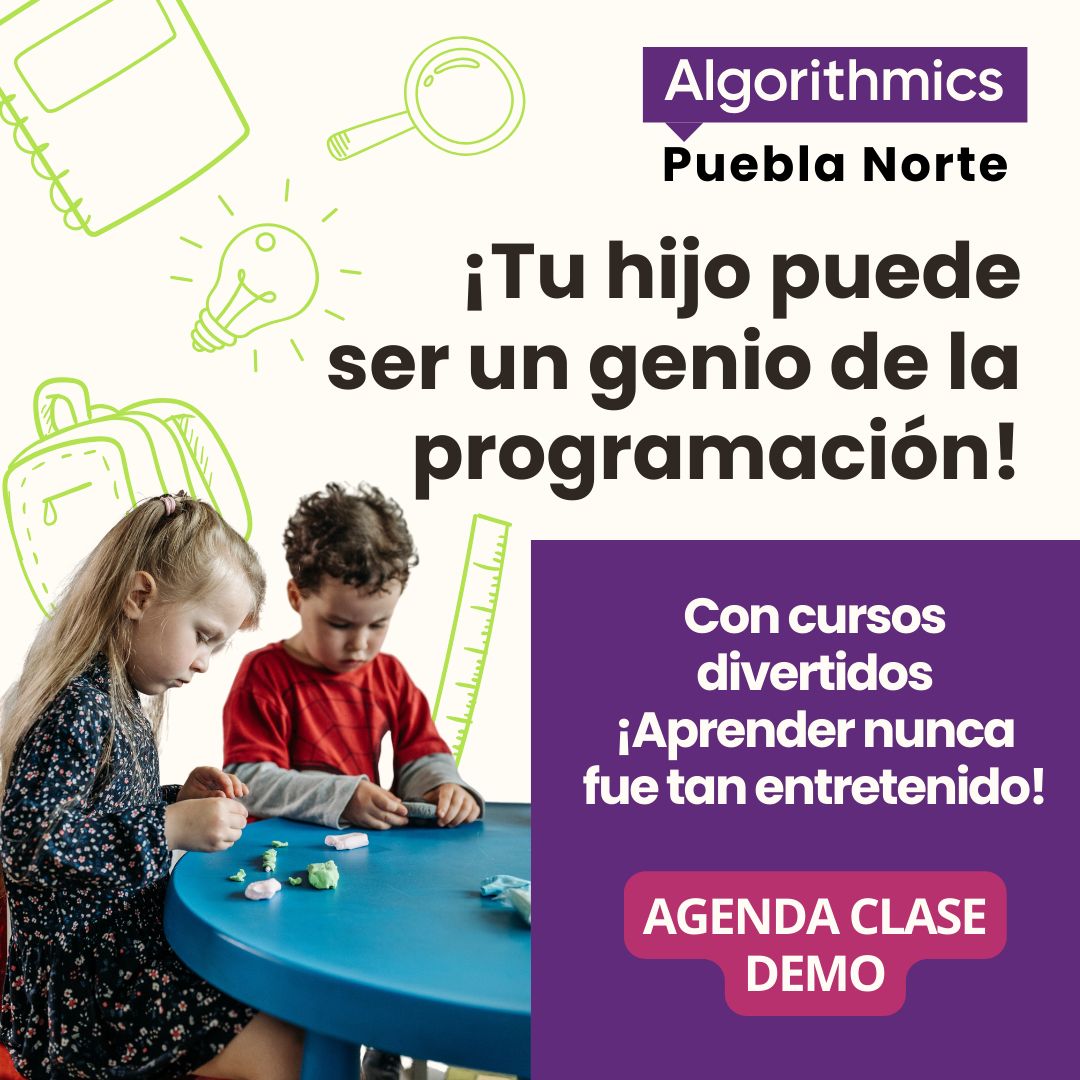 Algorithmics
Puebla Norte
¡Tu hijo puede
ser un genio de la
programación!
Con cursos
divertidos
¡Aprender nunca
fue tan entretenido!
AGENDA CLASE
DEMO